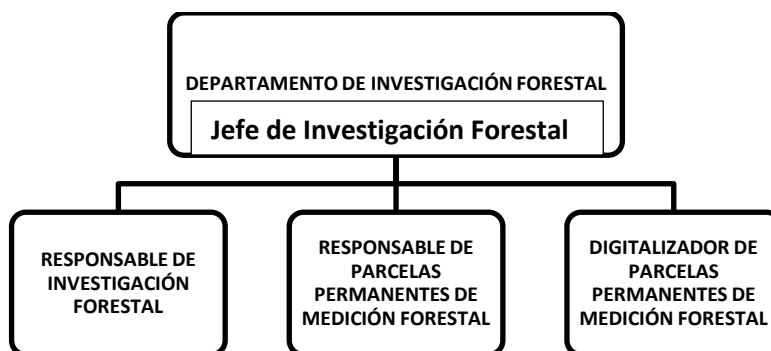 DEPARTAMENTO DE INVESTIGACIÓN FORESTAL
Jefe de Investigación Forestal
RESPONSABLE DE
INVESTIGACIÓN
FORESTAL
RESPONSABLE DE
PARCELAS
PERMANENTES DE
MEDICIÓN FORESTAL
DIGITALIZADOR DE
PARCELAS
PERMANENTES DE
MEDICIÓN FORESTAL